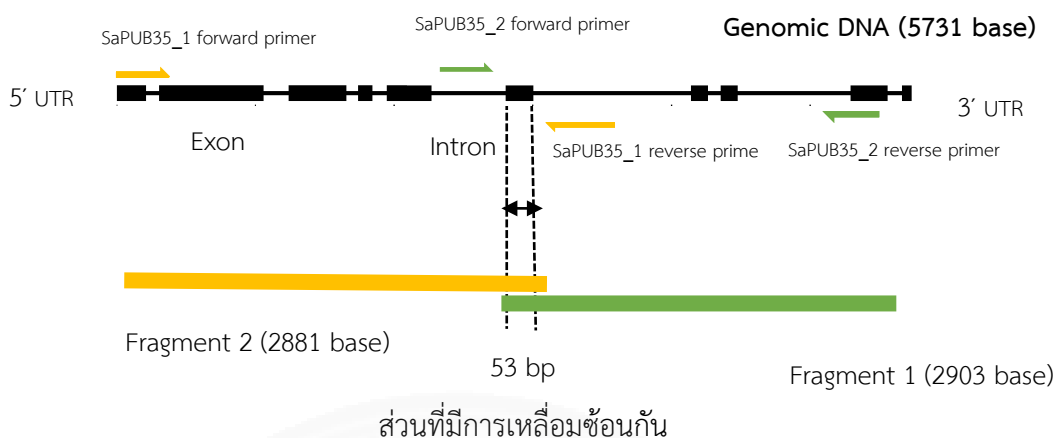 SaPUB35_1 forward primer
SaPUB35_2 forward primer
Genomic DNA (5731 base)
5′ UTR
3′ UTR
Exon
Intron
SaPUB35_1 reverse prime
SaPUB35_2 reverse primer
Fragment 2 (2881 base)
53 bp
Fragment 1 (2903 base)
ส่วนที่มีการเหลื่อมซ้อนกัน